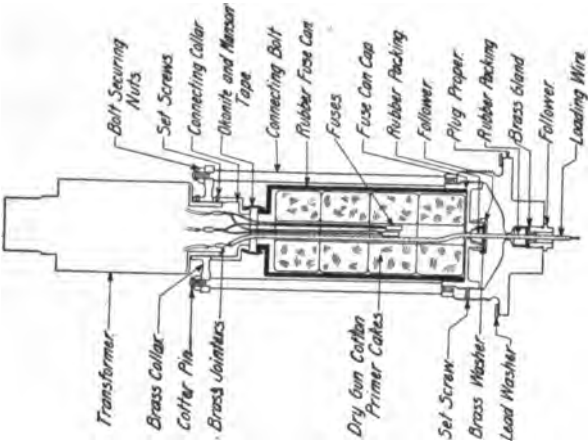 Bolt Securing
Nuts.
Set Screws
Connecting Collar
Okonite and Manson
Tape.
Connecting Bolt
Rubber Fuse Can
Fuses
Fuse Can Cap
Rubber Packing
Follower
Plug Proper
Rubber Packing
Brass Gland
Follower
Leading Wire
Transformer
Brass Collar
Cotter Pin
Brass Jointers
Dry Gun Cotton
Primer Cakes
Set Screw
Brass Washer
Lead Washer